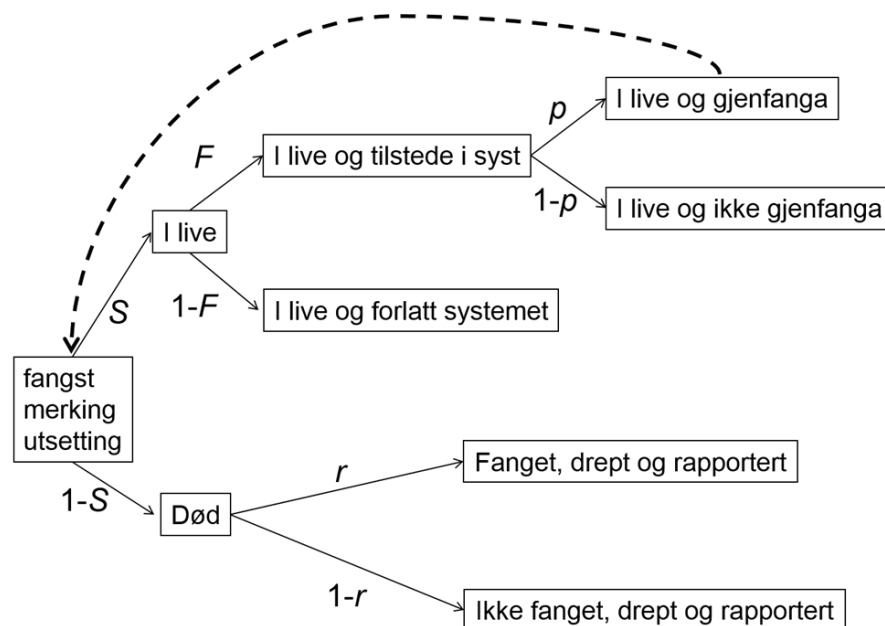 I live og gjenfanga
p
F
I live og tilstede i syst
1-p
I live og ikke gjenfanga
I live
S
1-F
I live og forlatt systemet
fangst
merking
utsetting
1-S
Død
r
Fanget, drept og rapportert
1-r
Ikke fanget, drept og rapportert